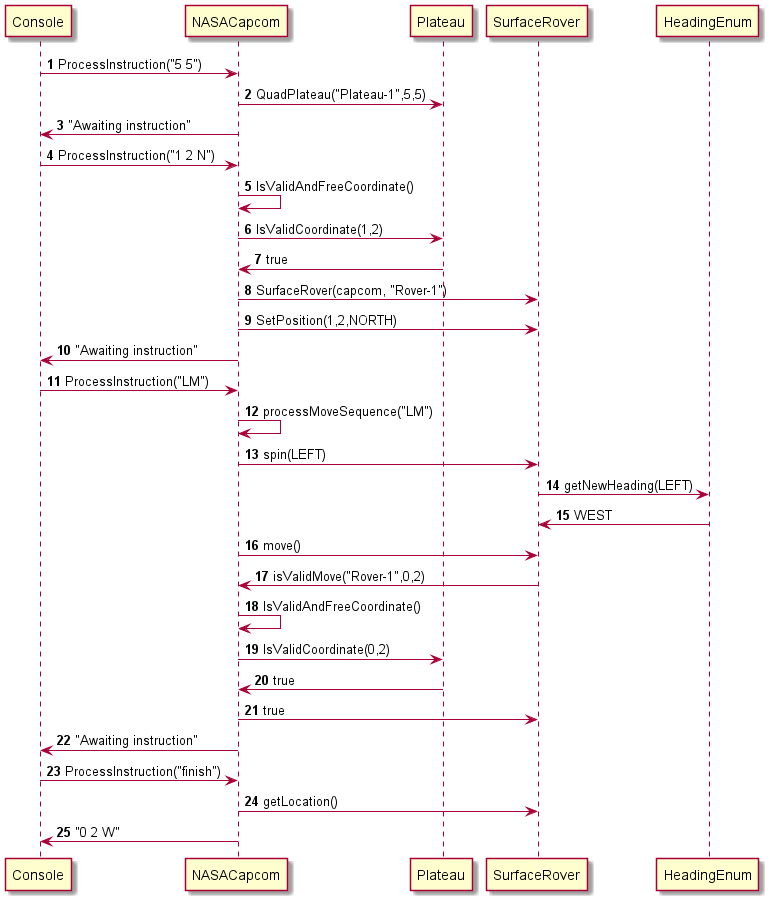 Console NASACapcom Plateau SurfaceRover HeadingEnum
1 ProcessInstruction("5 5")
2 QuadPlateau("Plateau-1",5,5)
3 "Awaiting instruction"
4 ProcessInstruction("1 2 N")
5 IsValidAndFreeCoordinate()
6 IsValidCoordinate(1,2)
7 true
8 SurfaceRover(capcom, "Rover-1")
9 SetPosition(1,2,NORTH)
10 "Awaiting instruction"
11 ProcessInstruction("LM")
12 processMoveSequence("LM")
13 spin(LEFT)
14 getNewHeading(LEFT)
15 WEST
16 move()
17 isValidMove("Rover-1",0,2)
18 IsValidAndFreeCoordinate()
19 IsValidCoordinate(0,2)
20 true
21 true
22 "Awaiting instruction"
23 ProcessInstruction("finish")
24 getLocation()
25 "0 2 W"
Console NASACapcom Plateau SurfaceRover HeadingEnum